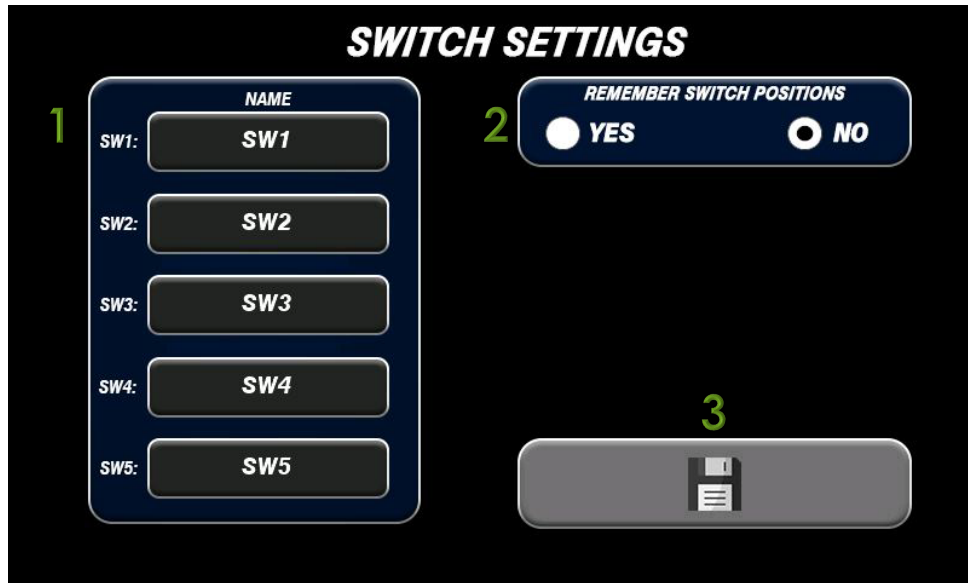 SWITCH SETTINGS
1
NAME
SW1: SW1
SW2: SW2
SW3: SW3
SW4: SW4
SW5: SW5
2
REMEMBER SWITCH POSITIONS
YES NO
3